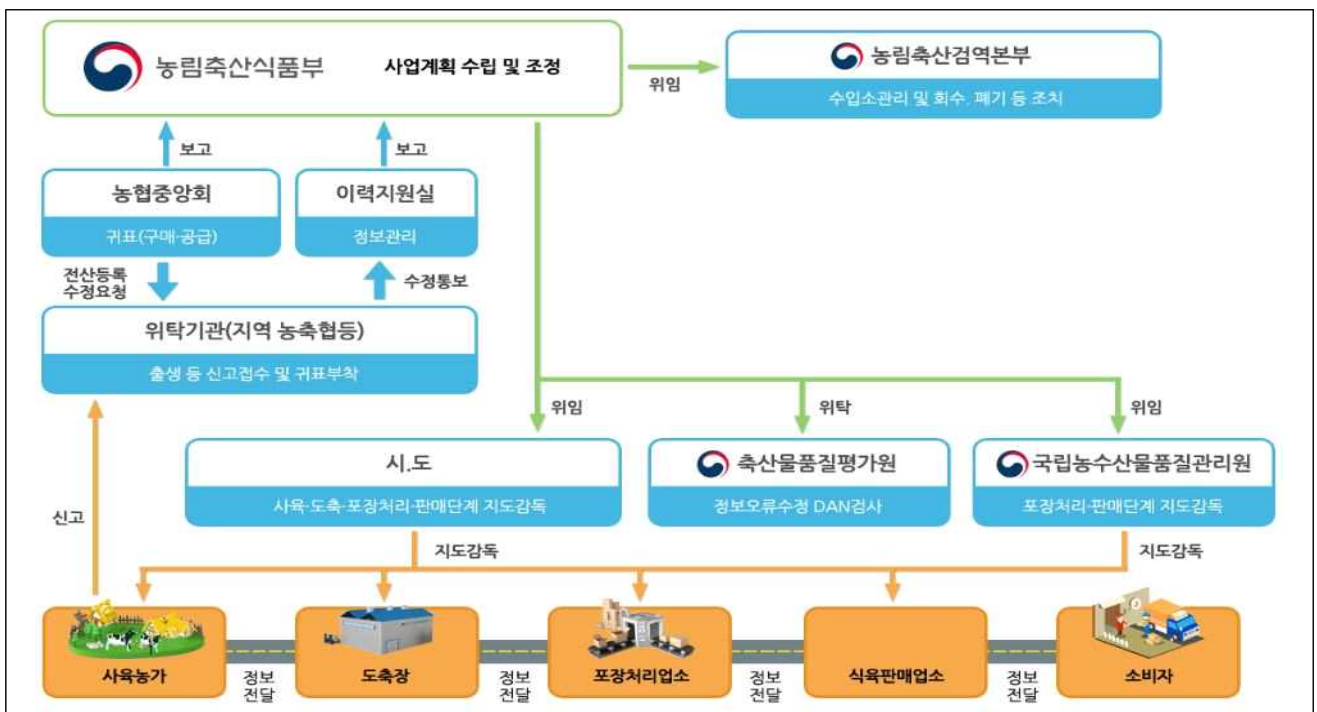 농림축산식품부 사업계획 수립 및 조정
위임
농림축산검역본부
수입소관리 및 회수, 폐기 등 조치
보고
보고
농협중앙회
귀표(구매·공급)
이력지원실
정보관리
전산등록
수정요청
수정통보
위탁기관(지역 농축협등)
출생 등 신고접수 및 귀표부착
위임
위탁
위임
시.도
사육·도축·포장처리·판매단계 지도감독
축산물품질평가원
정보오류수정 DAN검사
국립농수산물품질관리원
포장처리·판매단계 지도감독
신고
지도감독
지도감독
사육농가
정보
전달
도축장
정보
전달
포장처리업소
정보
전달
식육판매업소
정보
전달
소비자